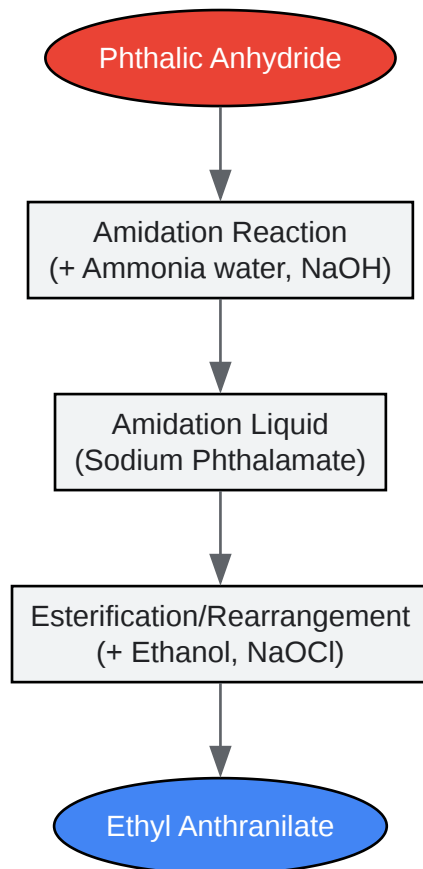 Phthalic Anhydride
Amidation Reaction
(+ Ammonia water, NaOH)
Amidation Liquid
(Sodium Phthalamate)
Esterification/Rearrangement
(+ Ethanol, NaOCl)
Ethyl Anthranilate